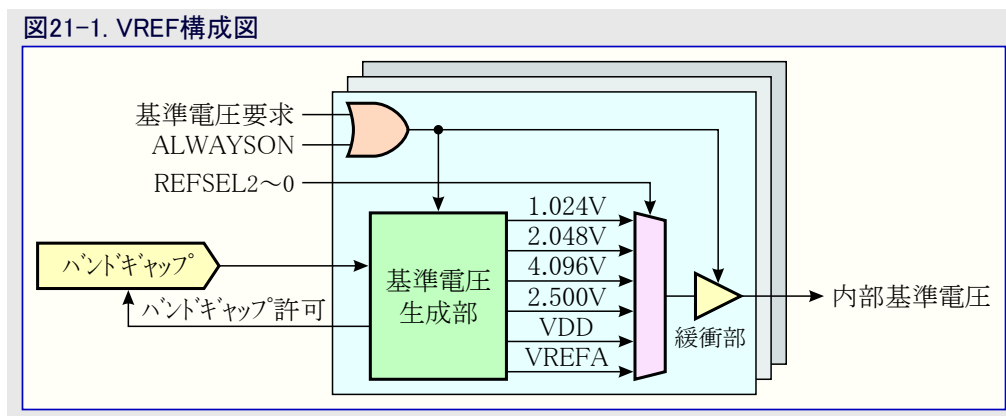 図21-1. VREF構成図
基準電圧要求
ALWAYSON
REFSEL2～0
1.024V
2.048V
4.096V
2.500V
VDD
VREFA
バンドギャップ
バンドギャップ許可
基準電圧
生成部
緩衝部
内部基準電圧